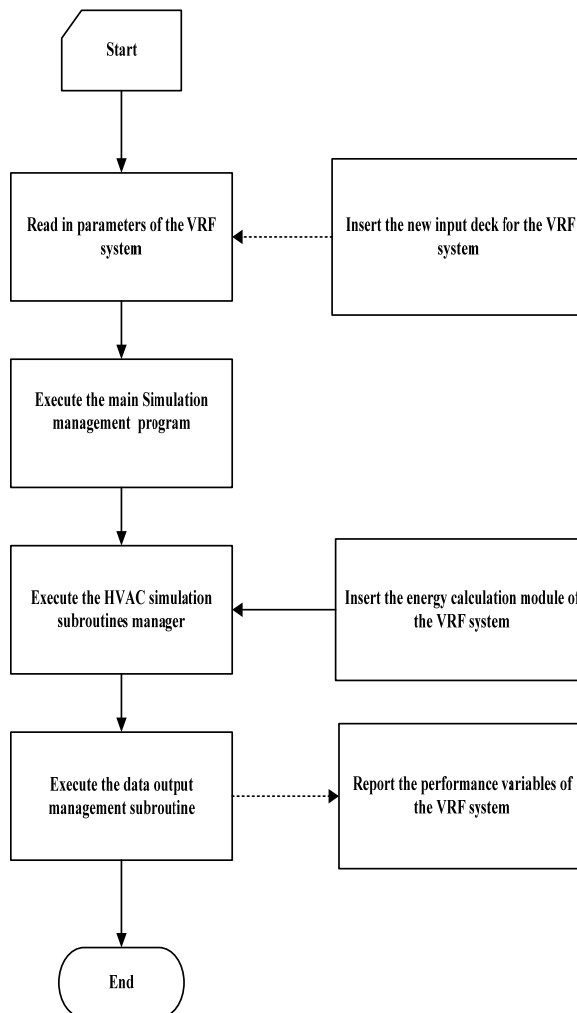 Start
Read in parameters of the VRF
system
Insert the new input deck for the VRF
system
Execute the main Simulation
management program
Execute the HVAC simulation
subroutines manager
Insert the energy calculation module of
the VRF system
Execute the data output
management subroutine
Report the performance variables of
the VRF system
End